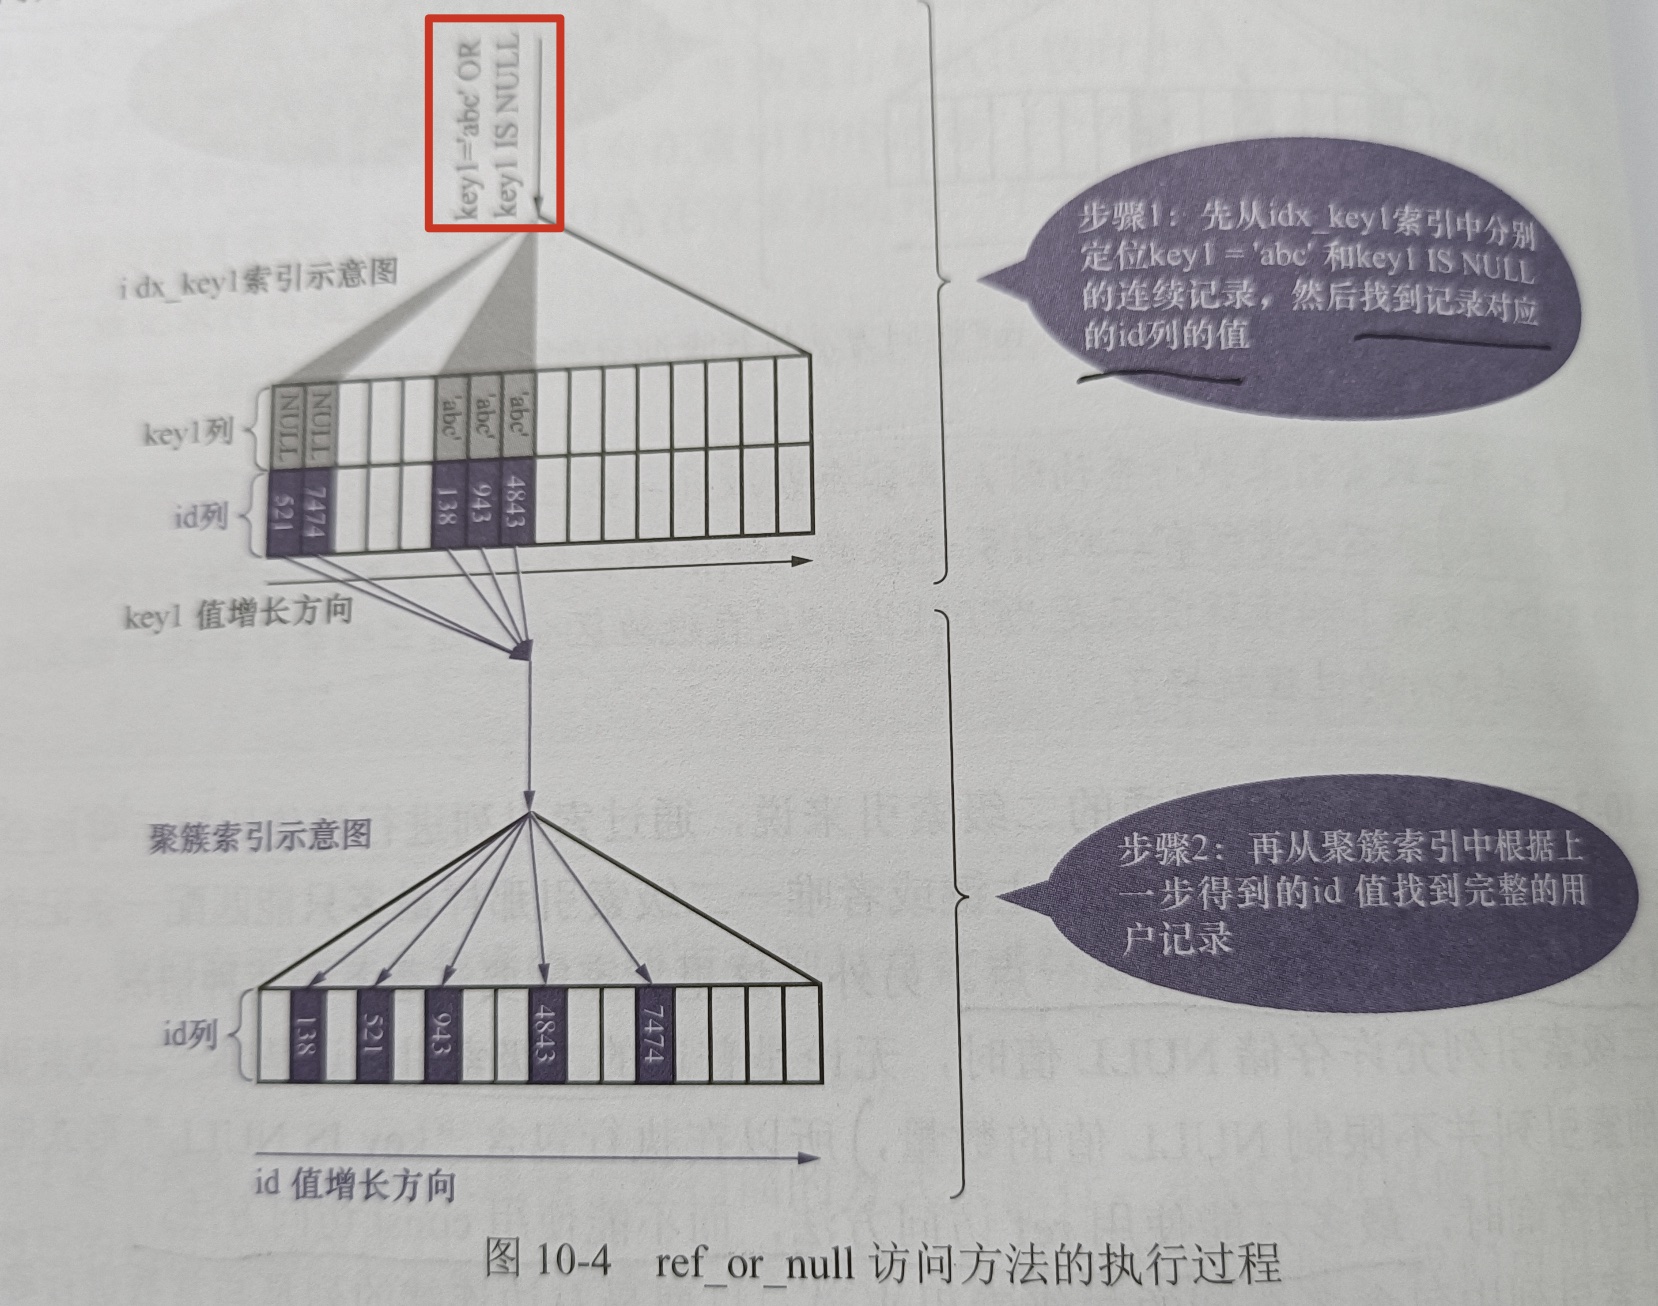 key1='abc' OR
key1 IS NULL
idx_key1索引示意图
key1列
NULL
NULL
'abc'
'abc'
'abc'
id列
521
7474
138
943
4843
key1 值增长方向
步骤1：先从idx_key1索引中分别
定位key1 = 'abc' 和key1 IS NULL
的连续记录，然后找到记录对应
的id列的值
聚簇索引示意图
id列
138
521
943
4843
7474
id 值增长方向
步骤2：再从聚簇索引中根据上
一步得到的id 值找到完整的用
户记录
图 10-4 ref_or_null 访问方法的执行过程